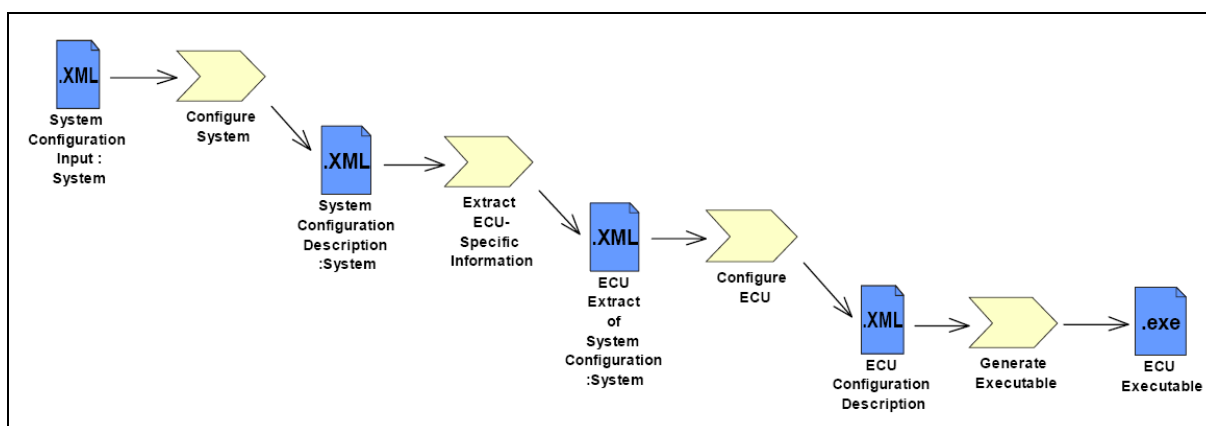 .XML
System
Configuration
Input :
System
Configure
System
.XML
System
Configuration
Description
:System
Extract
ECU-
Specific
Information
.XML
ECU
Extract
of
System
Configuration
:System
Configure
ECU
.XML
ECU
Configuration
Description
Generate
Executable
.exe
ECU
Executable